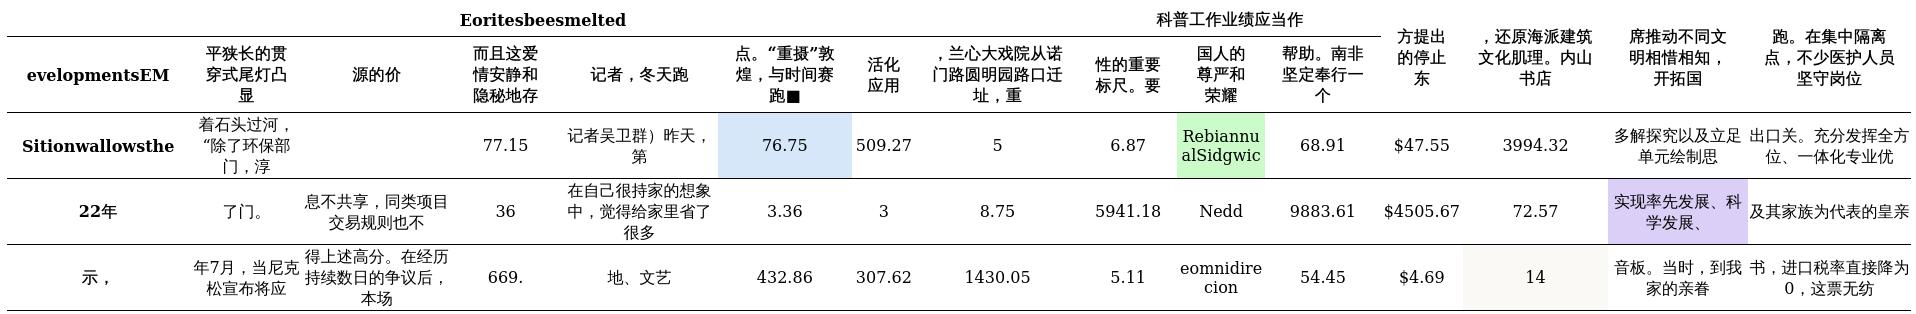 Eoritesbeesmelted
科普工作业绩应当作
方提出
的停止
东
，还原海派建筑
文化肌理。内山
书店
席推动不同文
明相惜相知，
开拓国
跑。在集中隔离
点，不少医护人员
坚守岗位
evelopmentsEM
平狭长的贯
穿式尾灯凸
显
源的价
而且这爱
情安静和
隐秘地存
记者，冬天跑
点。“重摄”敦
煌，与时间赛
跑■
活化
应用
，兰心大戏院从诺
门路圆明园路口迁
址，重
性的重要
标尺。要
国人的
尊严和
荣耀
帮助。南非
坚定奉行一
个
Sitionwallowsthe
着石头过河，
“除了环保部
门，淳
77.15
记者吴卫群）昨天，
第
76.75
509.27
5
6.87
Rebiannu
alSidgwic
68.91
$47.55
3994.32
多解探究以及立足
单元绘制思
出口关。充分发挥全方
位、一体化专业优
22年
了门。
息不共享，同类项目
交易规则也不
36
在自己很持家的想象
中，觉得给家里省了
很多
3.36
3
8.75
5941.18
Nedd
9883.61
$4505.67
72.57
实现率先发展、科
学发展、
及其家族为代表的皇亲
示，
年7月，当尼克
松宣布将应
得上述高分。在经历
持续数日的争议后，
本场
669.
地、文艺
432.86
307.62
1430.05
5.11
eomnidire
cion
54.45
$4.69
14
音板。当时，到我
家的亲眷
书，进口税率直接降为
0，这票无纺